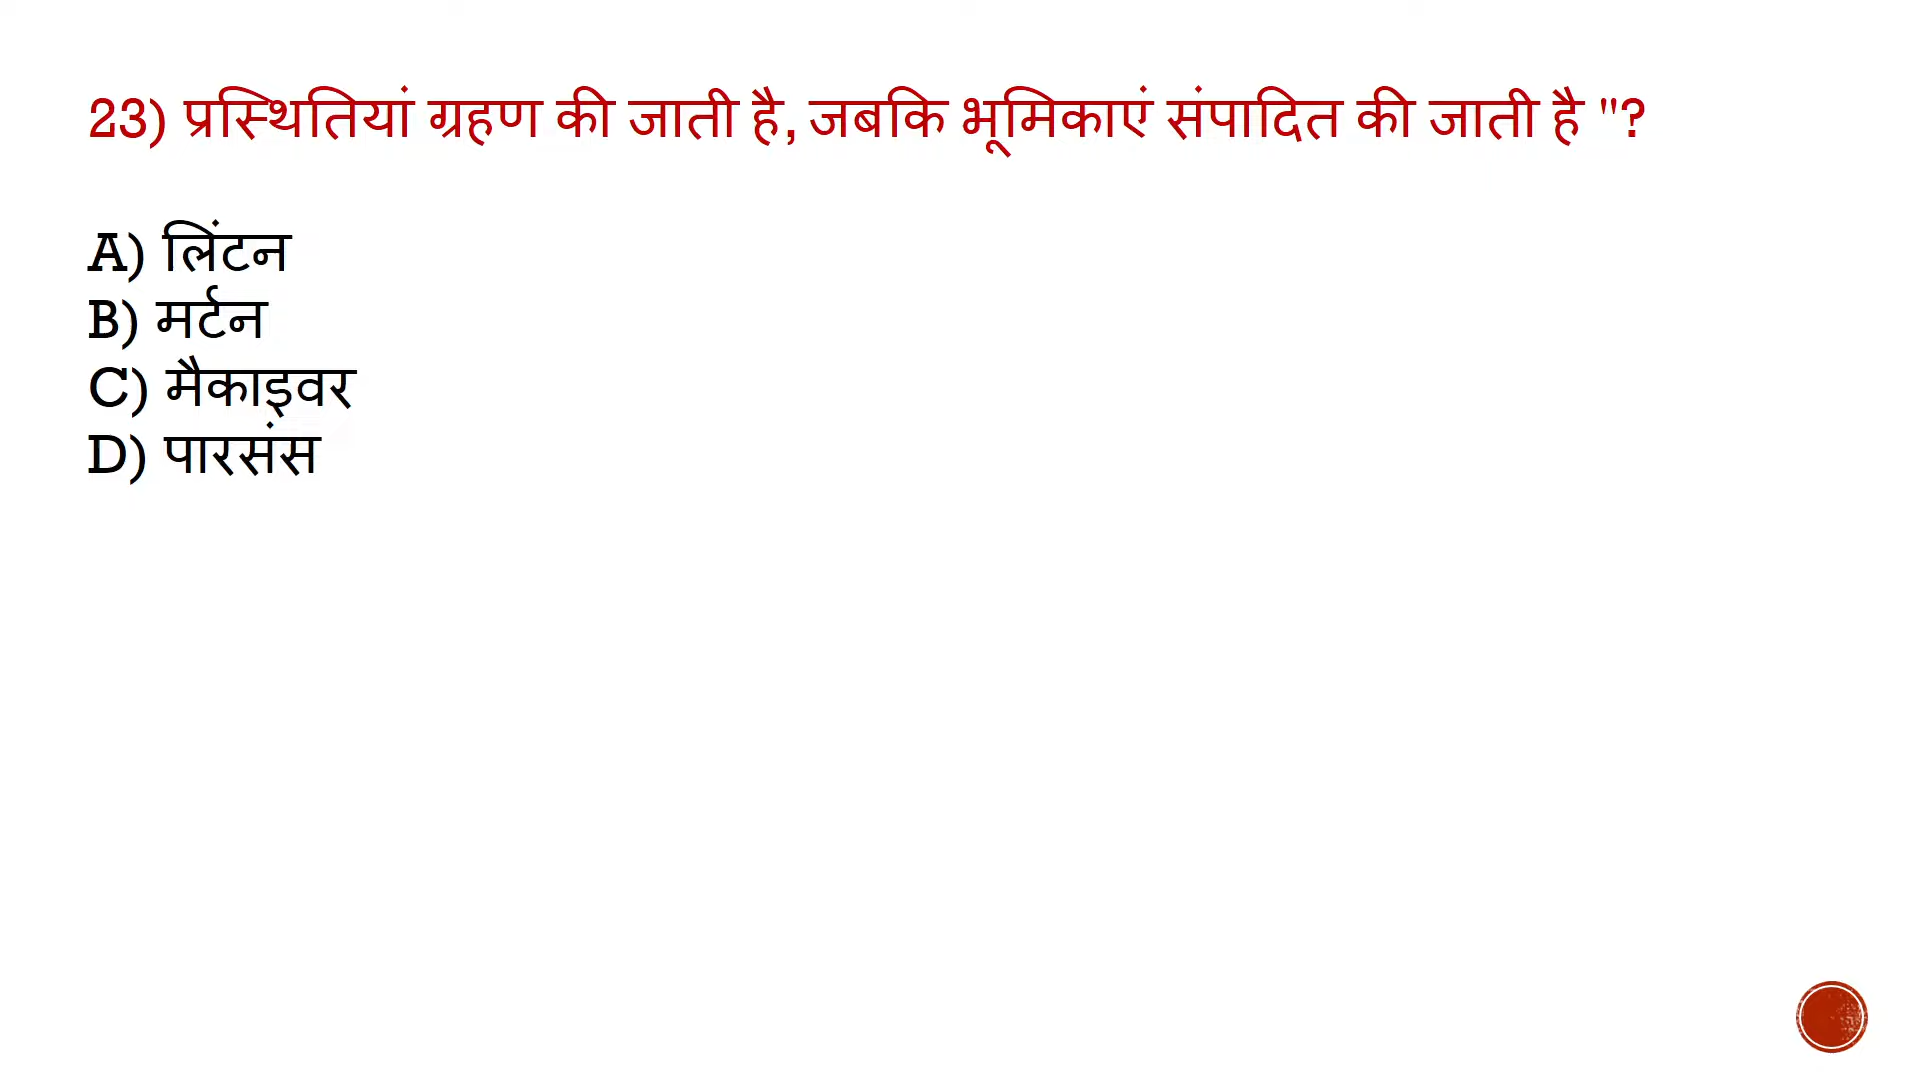 23) प्रस्थितियां ग्रहण की जाती है, जबकि भूमिकाएं संपादित की जाती है "?
A) लिंटन
B) मर्टन
C) मैकाइवर
D) पारसंस